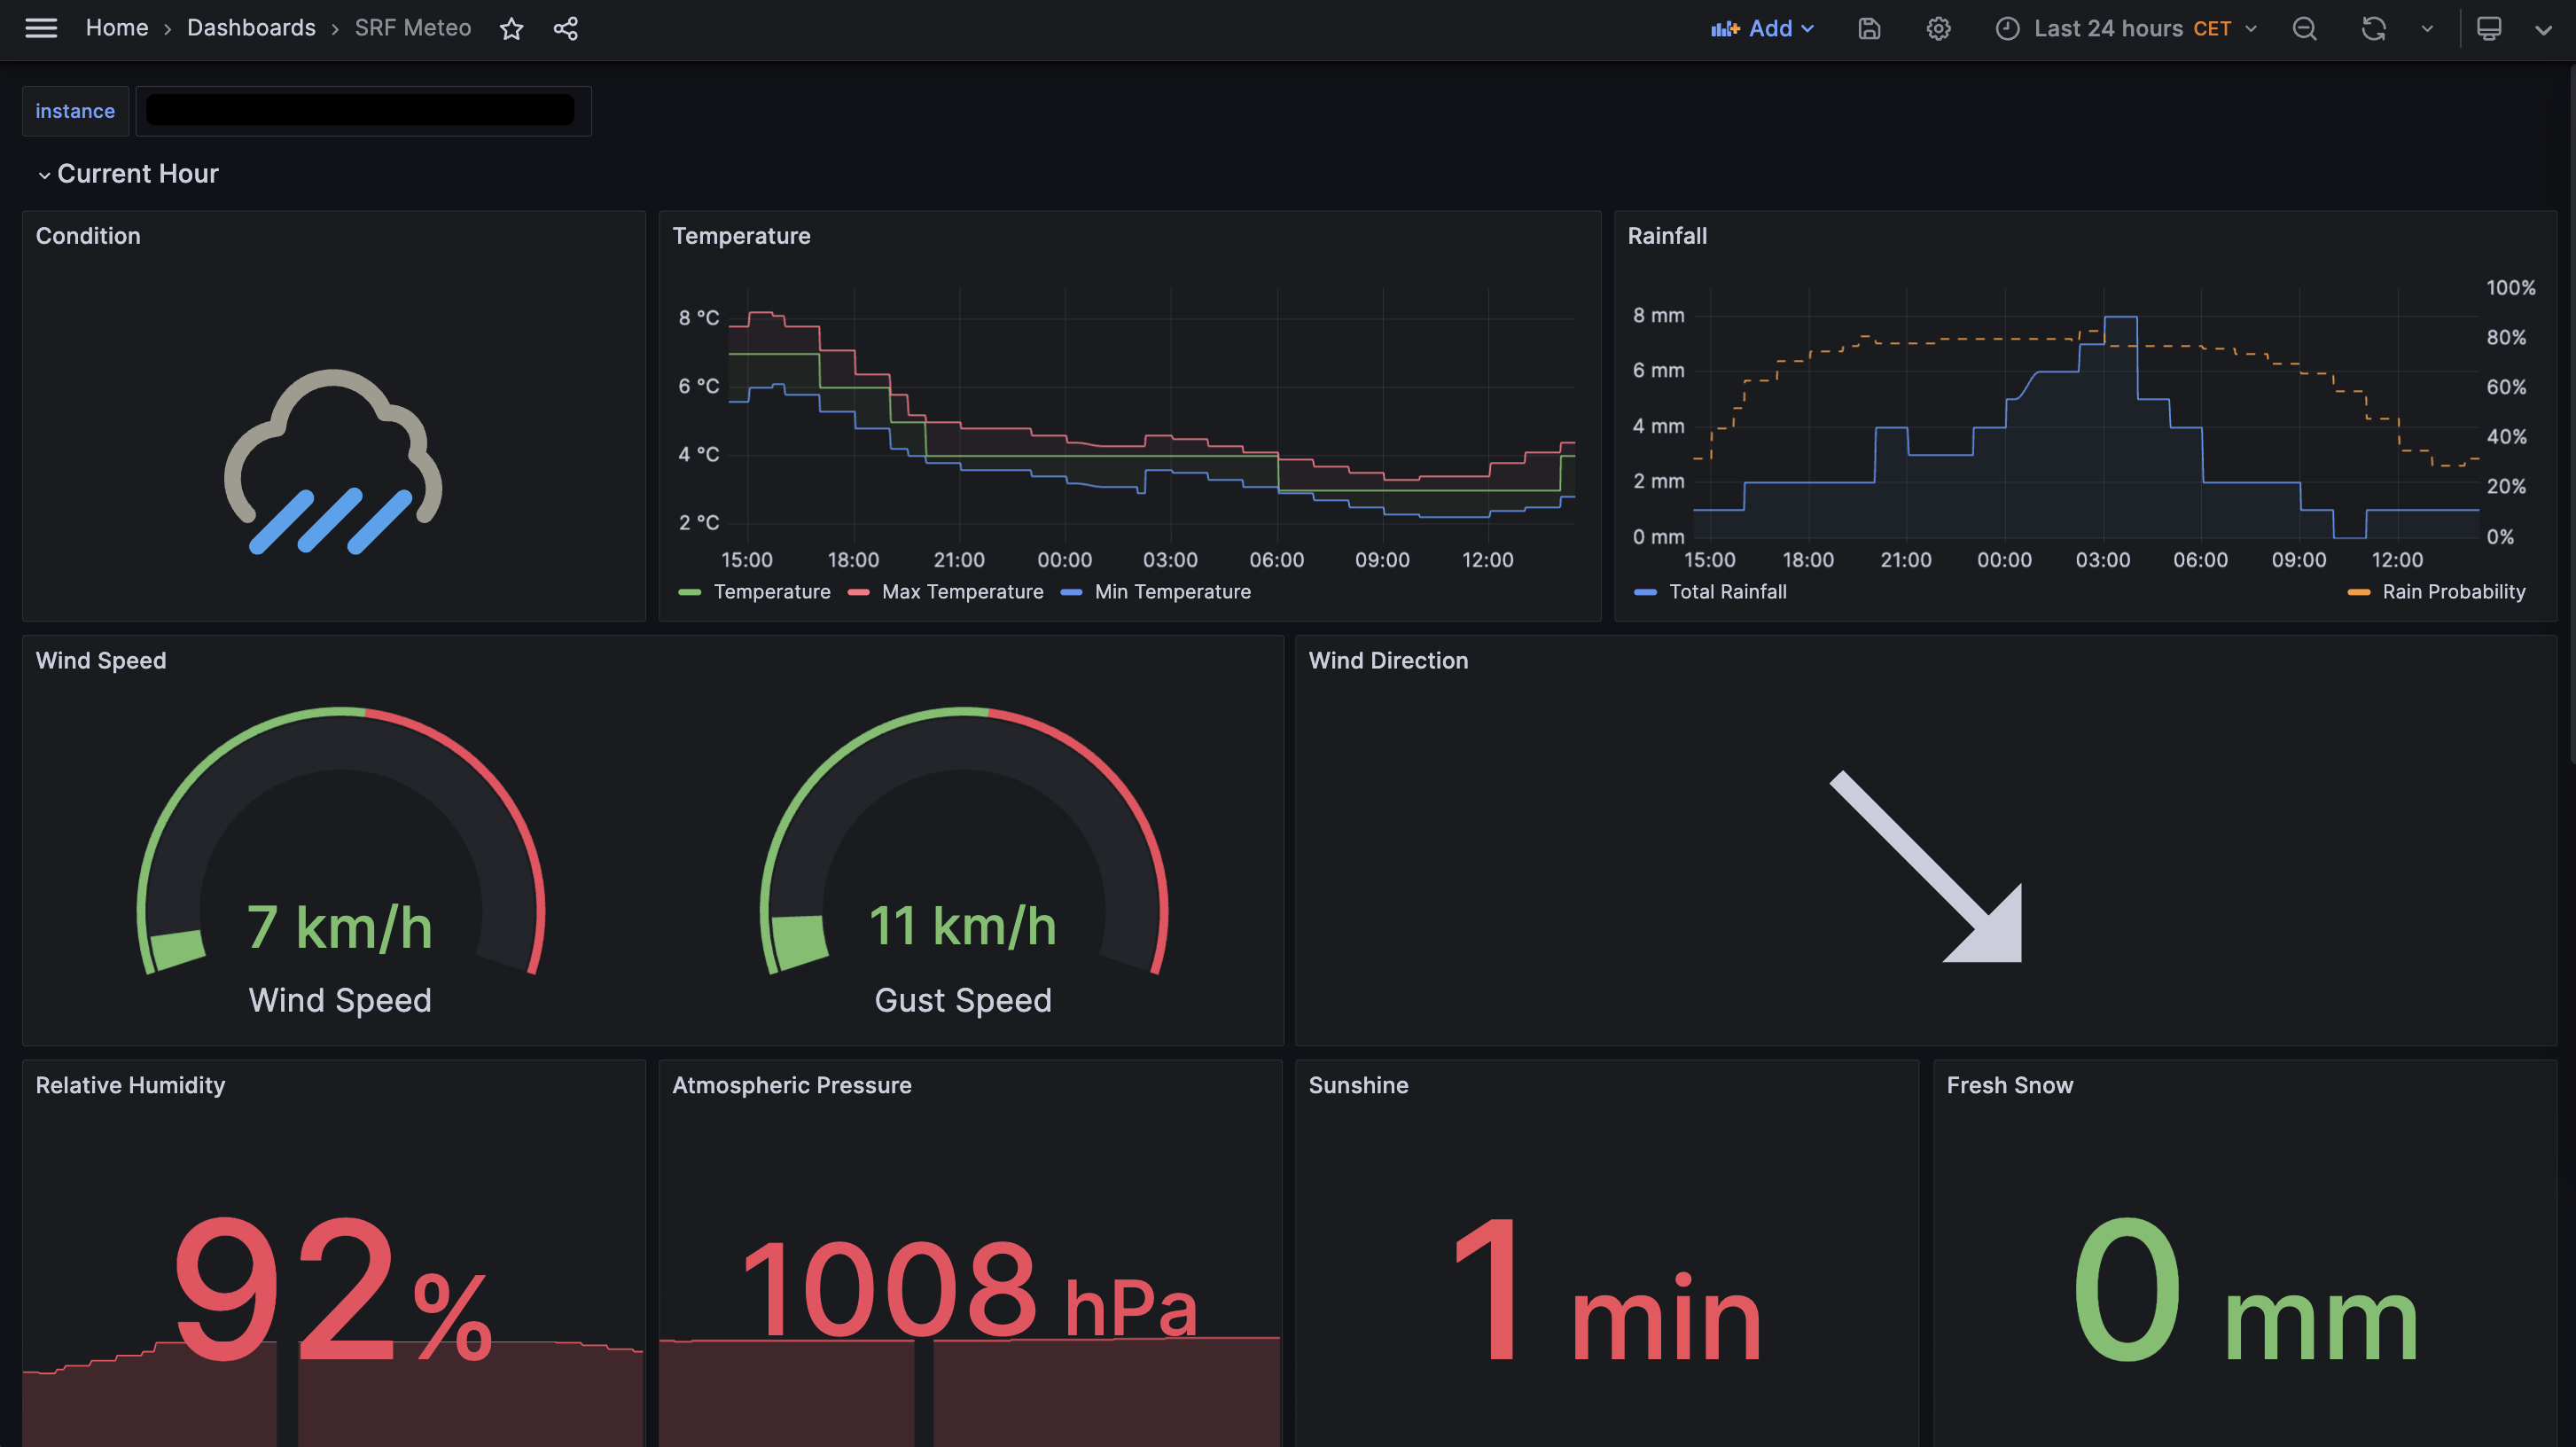 Home › Dashboards › SRF Meteo
Add
Last 24 hours CET
instance
Current Hour
Condition
Temperature
8 °C
6 °C
4 °C
2 °C
15:00 18:00 21:00 00:00 03:00 06:00 09:00 12:00
Temperature Max Temperature Min Temperature
Rainfall
8 mm
6 mm
4 mm
2 mm
0 mm
100%
80%
60%
40%
20%
0%
15:00 18:00 21:00 00:00 03:00 06:00 09:00 12:00
Total Rainfall Rain Probability
Wind Speed
7 km/h
Wind Speed
11 km/h
Gust Speed
Wind Direction
Relative Humidity
92%
Atmospheric Pressure
1008 hPa
Sunshine
1 min
Fresh Snow
0 mm